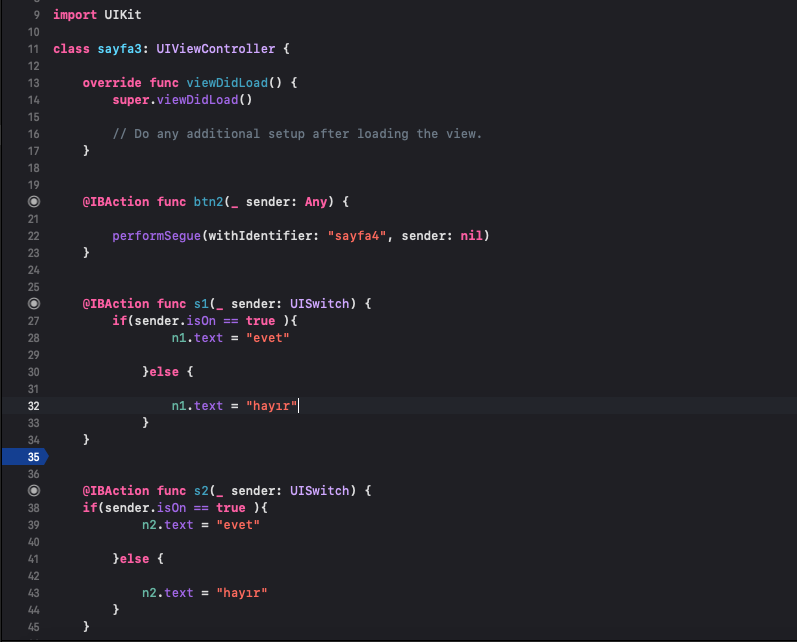 9 import UIKit
10
11 class sayfa3: UIViewController {
12
13 override func viewDidLoad() {
14 super.viewDidLoad()
15
16 // Do any additional setup after loading the view.
17 }
18
19
@IBAction func btn2(_ sender: Any) {
21
22 performSegue(withIdentifier: "sayfa4", sender: nil)
23 }
24
25
@IBAction func s1(_ sender: UISwitch) {
27 if(sender.isOn == true ){
28 n1.text = "evet"
29
30 }else {
31
32 n1.text = "hayır"
33 }
34 }
35
36
@IBAction func s2(_ sender: UISwitch) {
38 if(sender.isOn == true ){
39 n2.text = "evet"
40
41 }else {
42
43 n2.text = "hayır"
44 }
45 }